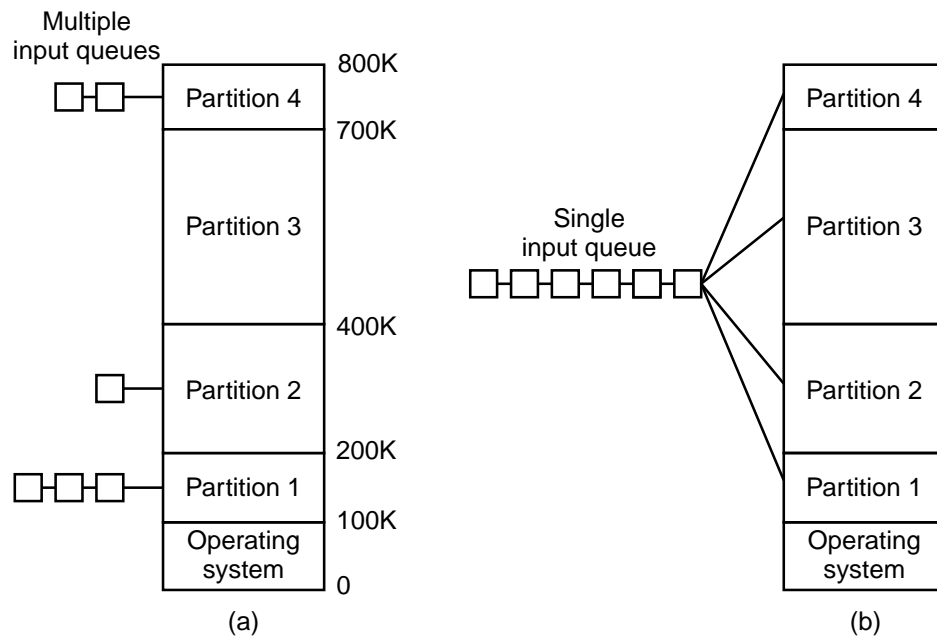 Multiple
input queues
800K
Partition 4
700K
Partition 3
400K
Partition 2
200K
Partition 1
100K
Operating
system
0
(a)
Single
input queue
Partition 4
Partition 3
Partition 2
Partition 1
Operating
system
(b)